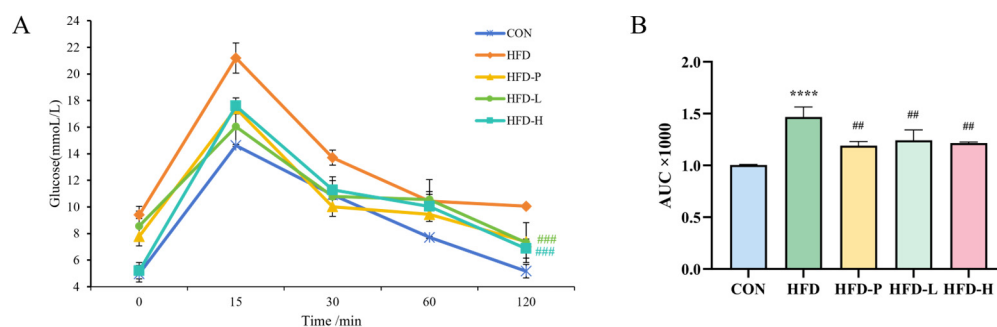 A
Glucose(mmoL/L)
24
22
20
18
16
14
12
10
8
6
4
0
15
30
60
120
Time /min
CON
HFD
HFD-P
HFD-L
HFD-H
###
###
B
AUC ×1000
2.0
1.5
1.0
0.5
0.0
****
##
##
##
CON
HFD
HFD-P
HFD-L
HFD-H